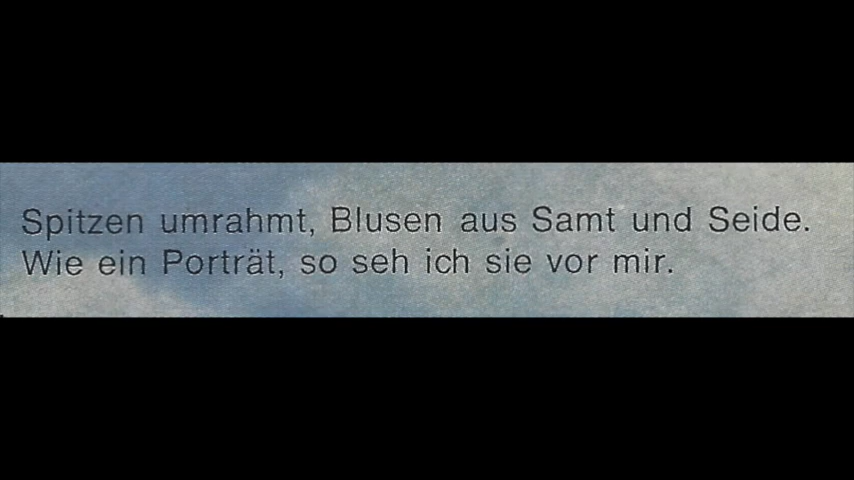 Spitzen umrahmt, Blusen aus Samt und Seide.
Wie ein Porträt, so seh ich sie vor mir.